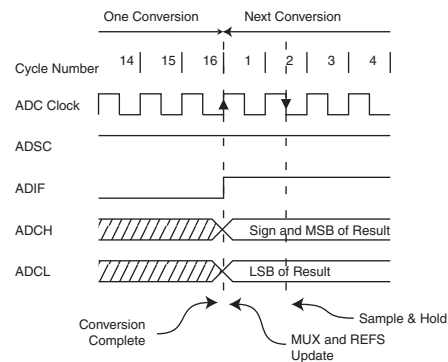 One Conversion Next Conversion
Cycle Number 14 15 16 1 2 3 4
ADC Clock
ADSC
ADIF
ADCH Sign and MSB of Result
ADCL LSB of Result
Sample & Hold
Conversion
Complete
MUX and REFS
Update